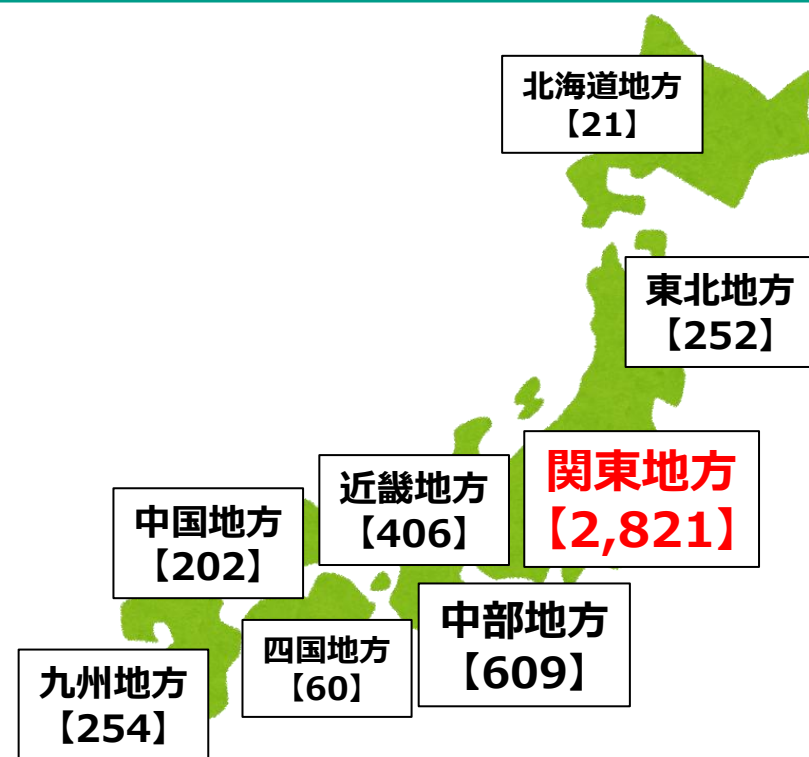 北海道地方
【21】
東北地方
【252】
関東地方
【2,821】
近畿地方
【406】
中国地方
【202】
中部地方
【609】
四国地方
【60】
九州地方
【254】